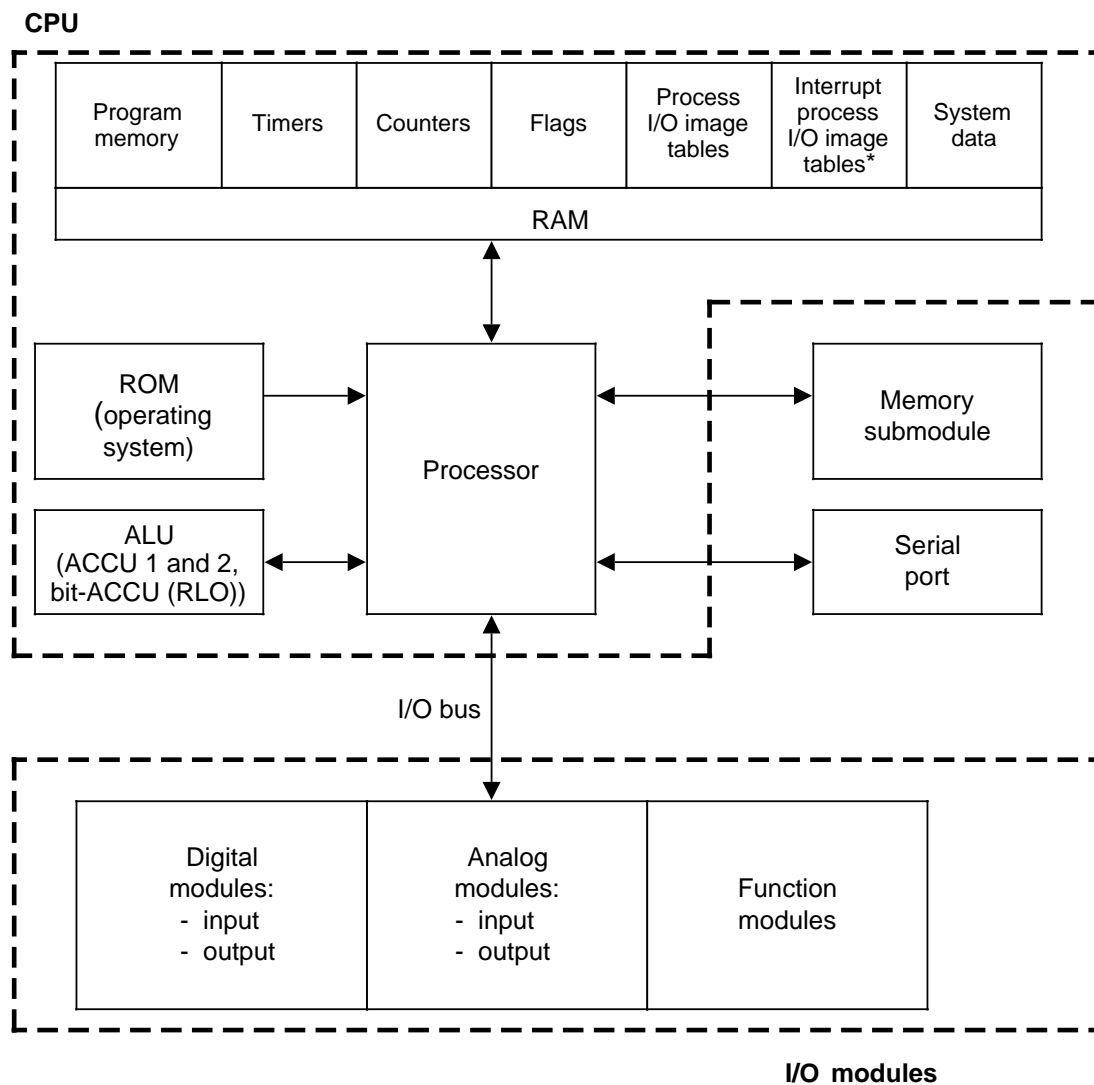 CPU
Program
memory
Timers
Counters
Flags
Process
I/O image
tables
Interrupt
process
I/O image
tables*
System
data
RAM
ROM
(operating
system)
Processor
Memory
submodule
ALU
(ACCU 1 and 2,
bit-ACCU (RLO))
Serial
port
I/O bus
Digital
modules:
- input
- output
Analog
modules:
- input
- output
Function
modules
I/O modules